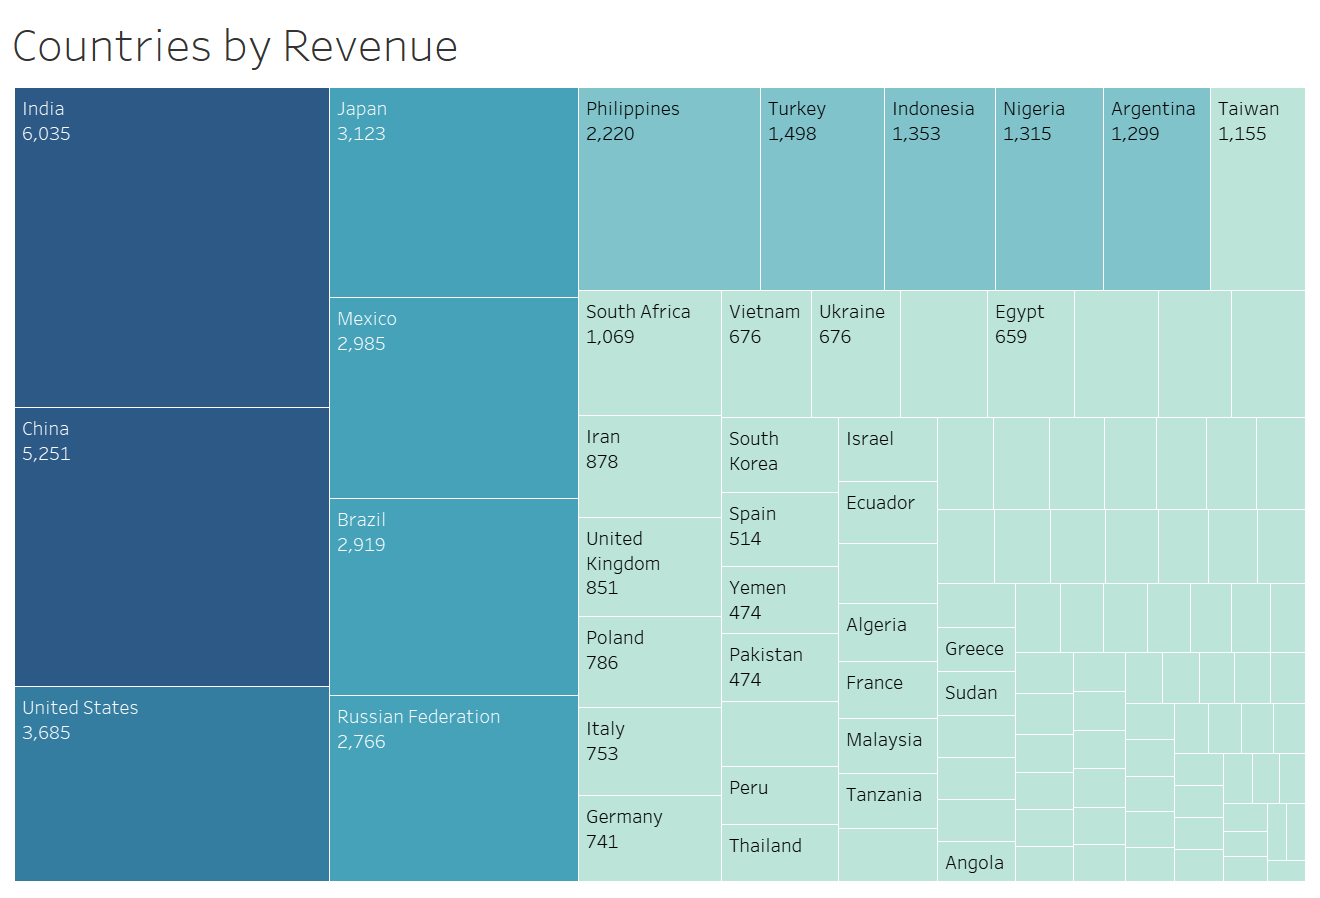 Countries by Revenue
India
6,035
China
5,251
United States
3,685
Japan
3,123
Mexico
2,985
Brazil
2,919
Russian Federation
2,766
Philippines
2,220
Turkey
1,498
Indonesia
1,353
Nigeria
1,315
Argentina
1,299
Taiwan
1,155
South Africa
1,069
Iran
878
United
Kingdom
851
Poland
786
Italy
753
Germany
741
Vietnam
676
Ukraine
676
Egypt
659
South
Korea
Spain
514
Yemen
474
Pakistan
474
Peru
Thailand
Israel
Ecuador
Algeria
France
Malaysia
Tanzania
Greece
Sudan
Angola